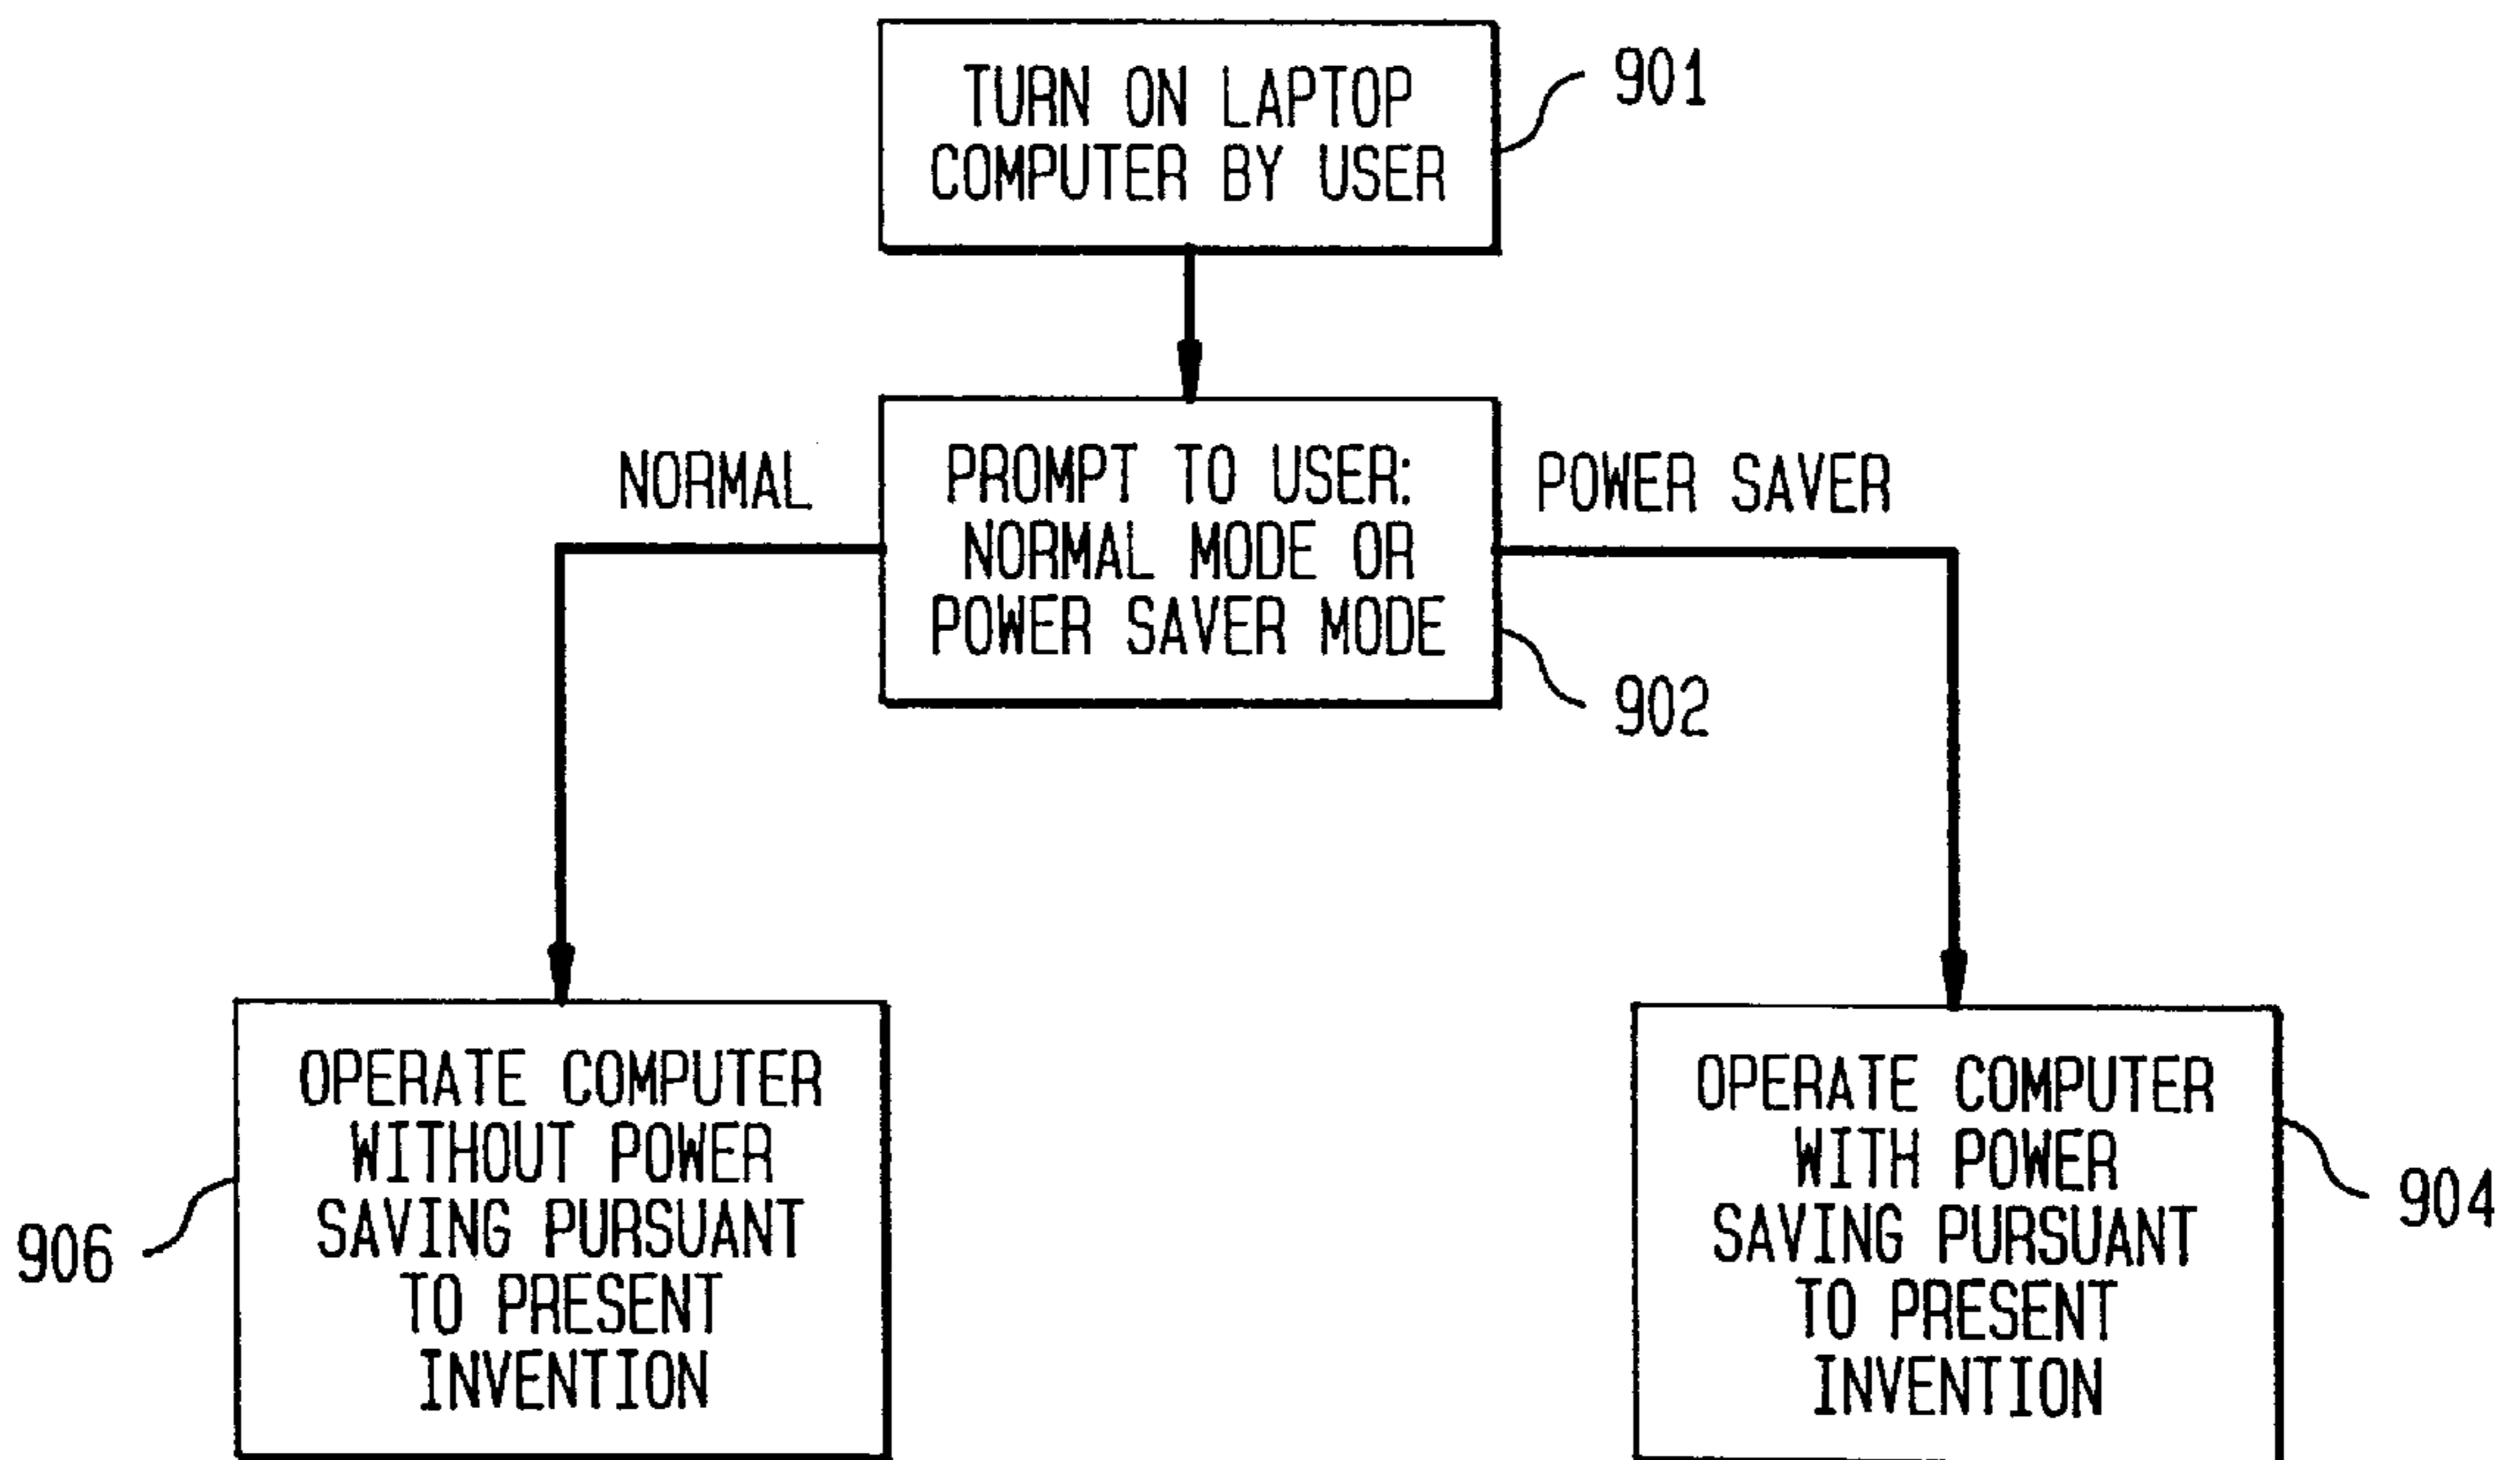 TURN ON LAPTOP
COMPUTER BY USER
901
NORMAL
PROMPT TO USER:
NORMAL MODE OR
POWER SAVER MODE
POWER SAVER
902
OPERATE COMPUTER
WITHOUT POWER
SAVING PURSUANT
TO PRESENT
INVENTION
906
OPERATE COMPUTER
WITH POWER
SAVING PURSUANT
TO PRESENT
INVENTION
904